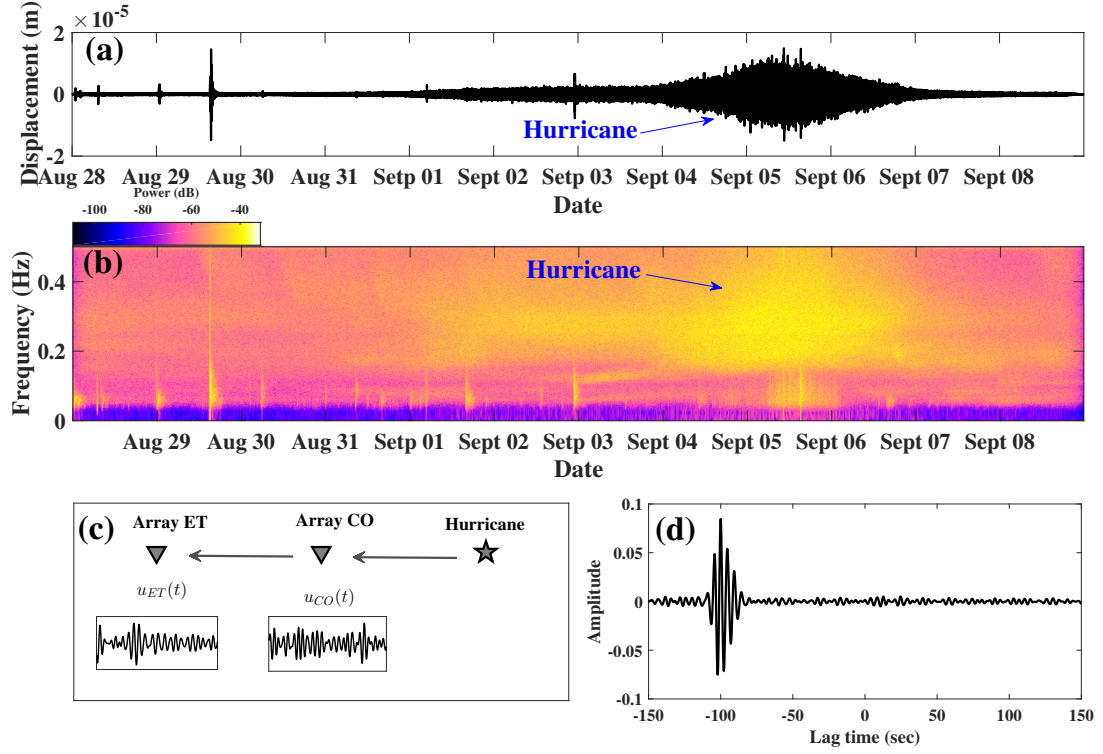 ×10⁻⁵
(a)
Displacement (m)
2
0
-2
Hurricane
Aug 28 Aug 29 Aug 30 Aug 31 Setp 01 Sept 02 Sept 03 Sept 04 Sept 05 Sept 06 Sept 07 Sept 08
Date
Power (dB)
-100 -80 -60 -40
(b)
Frequency (Hz)
0.4
0.2
0
Hurricane
Aug 29 Aug 30 Aug 31 Setp 01 Sept 02 Sept 03 Sept 04 Sept 05 Sept 06 Sept 07 Sept 08
Date
(c)
Array ET Array CO Hurricane
u_ET(t) u_CO(t)
(d)
Amplitude
0.1
0.05
0
-0.05
-0.1
-150 -100 -50 0 50 100 150
Lag time (sec)